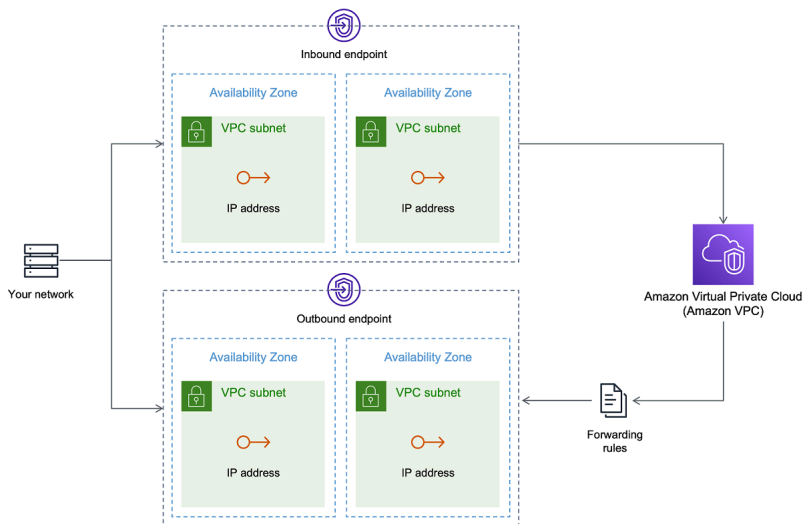 Inbound endpoint
Availability Zone
Availability Zone
VPC subnet
VPC subnet
IP address
IP address
Your network
Amazon Virtual Private Cloud
(Amazon VPC)
Outbound endpoint
Availability Zone
Availability Zone
VPC subnet
VPC subnet
IP address
IP address
Forwarding
rules